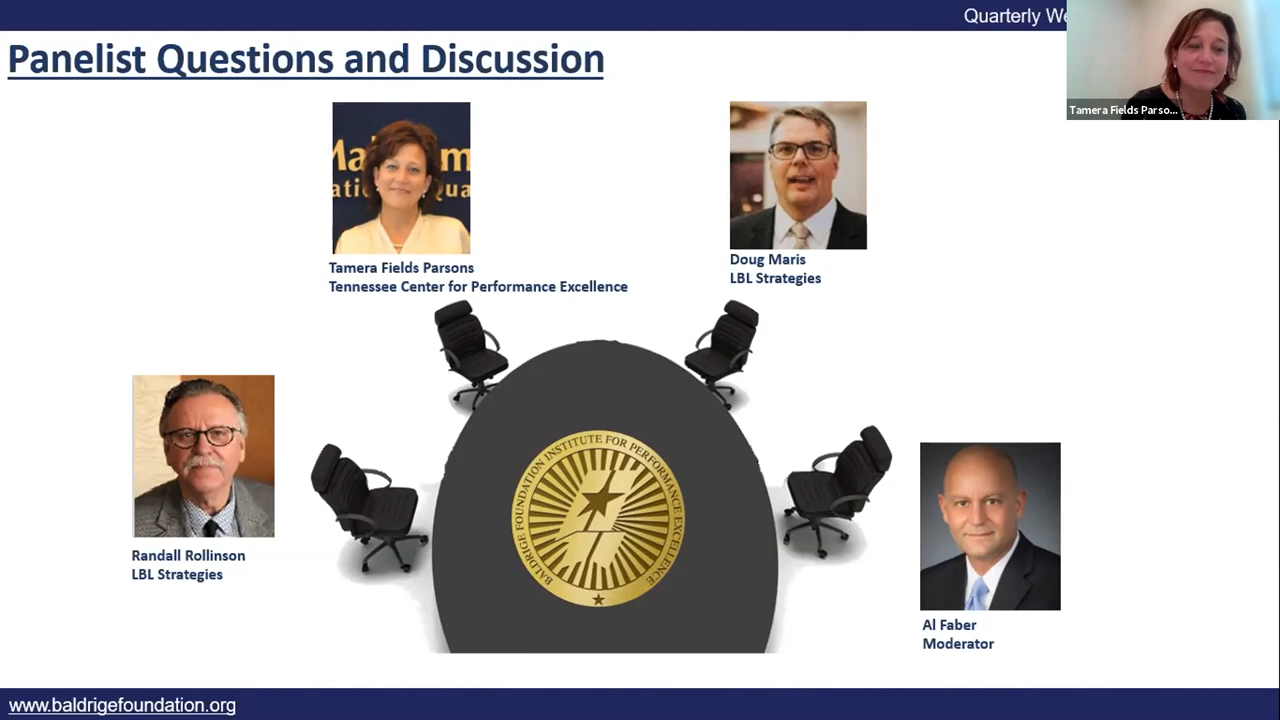 Quarterly We
Panelist Questions and Discussion
Tamera Fields Parso...
Tamera Fields Parsons
Tennessee Center for Performance Excellence
Doug Maris
LBL Strategies
Randall Rollinson
LBL Strategies
BALDRIGE FOUNDATION INSTITUTE FOR PERFORMANCE EXCELLENCE
Al Faber
Moderator
www.baldrigefoundation.org